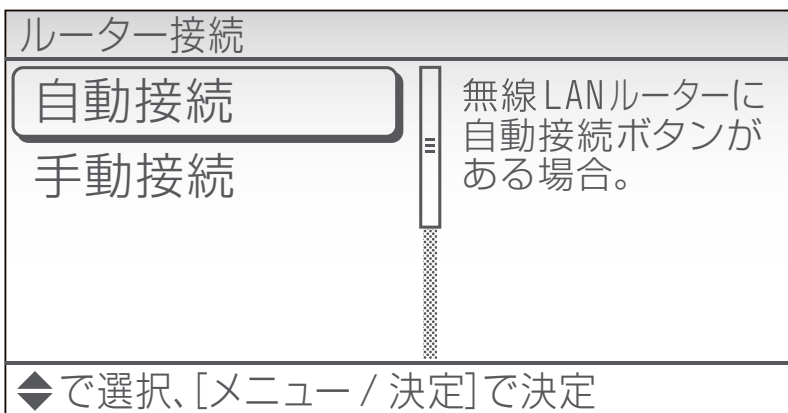 ルーター接続
自動接続
手動接続
無線LANルーターに
自動接続ボタンが
ある場合。
◆で選択、[メニュー / 決定]で決定